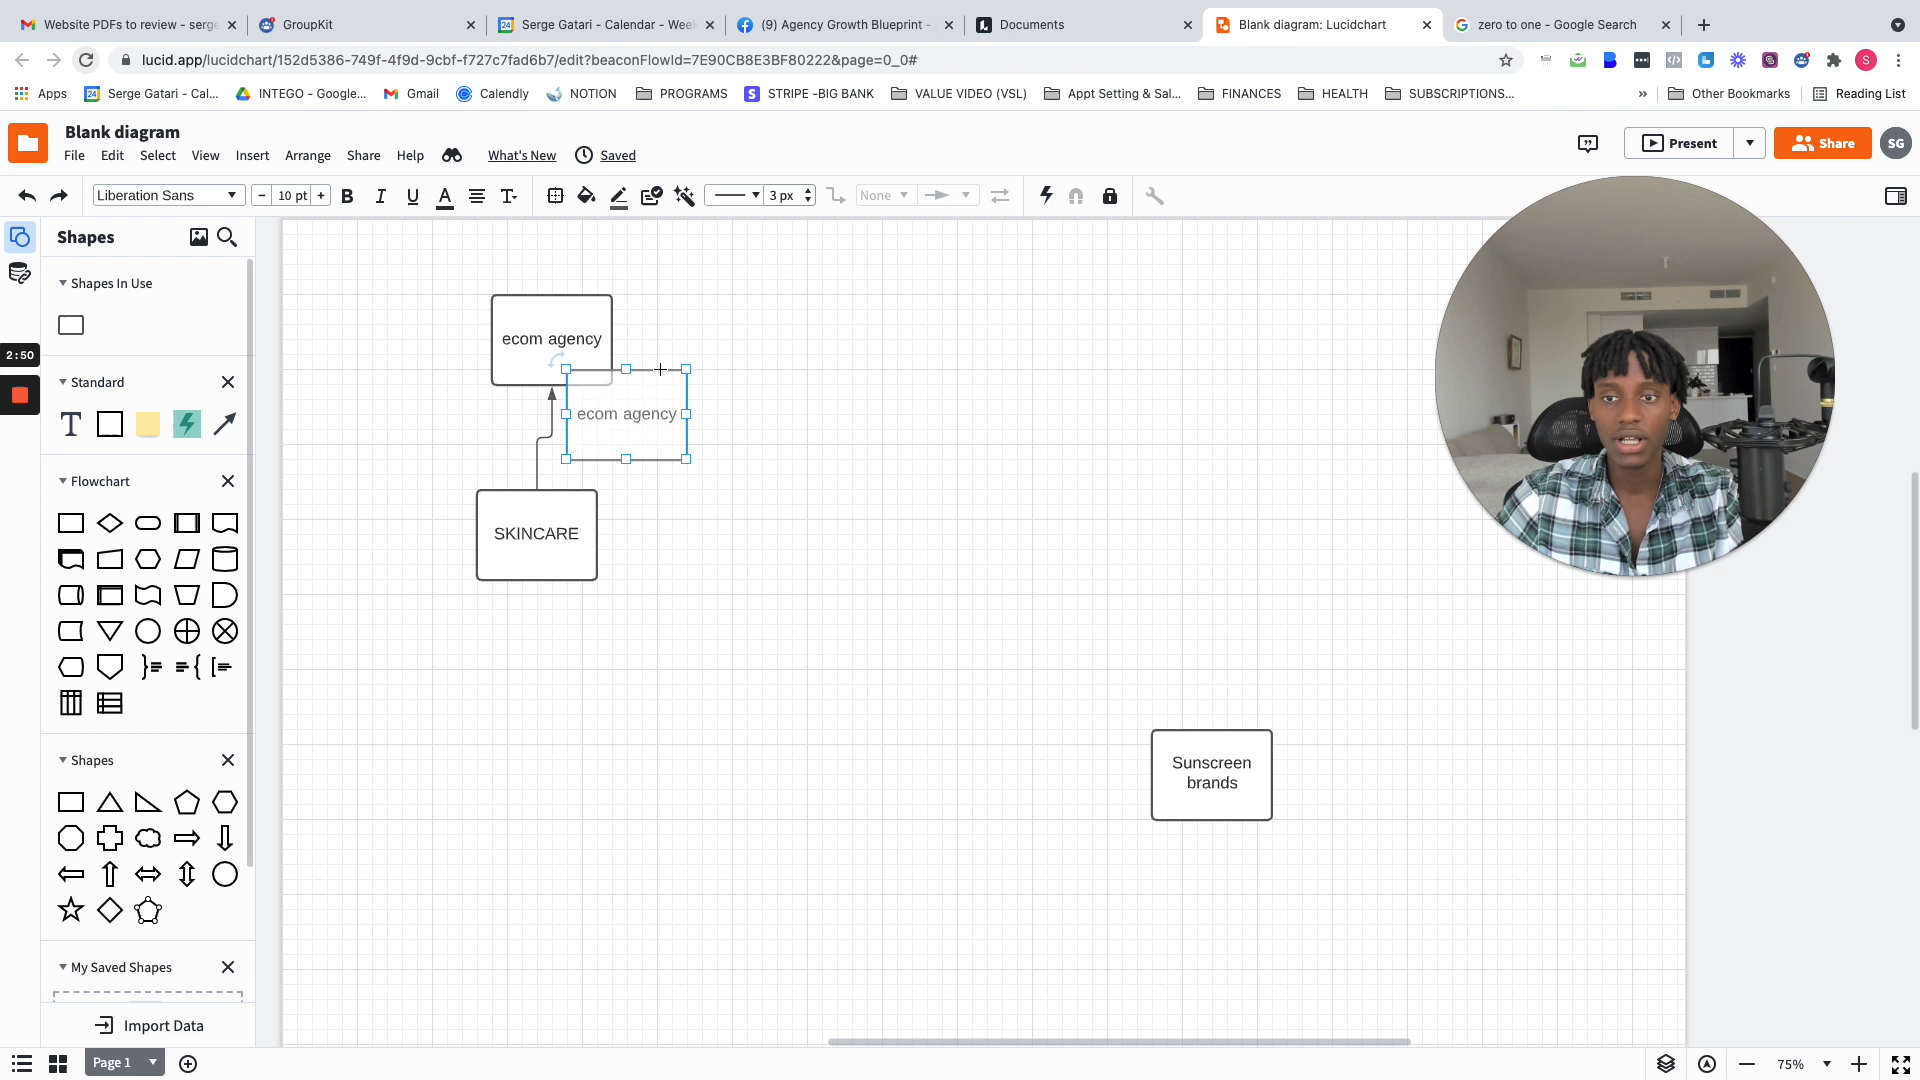 Website PDFs to review - serge
GroupKit
Serge Gatari - Calendar - Week
(9) Agency Growth Blueprint -
Documents
Blank diagram: Lucidchart
zero to one - Google Search
lucid.app/lucidchart/152d5386-749f-4f9d-9cbf-f727c7fad6b7/edit?beaconFlowId=7E90CB8E3BF80222&page=0_0#
S
Apps
Serge Gatari - Cal...
INTEGO - Google...
Gmail
Calendly
NOTION
PROGRAMS
STRIPE -BIG BANK
VALUE VIDEO (VSL)
Appt Setting & Sal...
FINANCES
HEALTH
SUBSCRIPTIONS...
»
Other Bookmarks
Reading List
Blank diagram
File
Edit
Select
View
Insert
Arrange
Share
Help
What's New
Saved
Present
Share
SG
Liberation Sans
10 pt
3 px
None
Shapes
Shapes In Use
2:50
Standard
Flowchart
Shapes
My Saved Shapes
Import Data
ecom agency
ecom agency
SKINCARE
Sunscreen
brands
Page 1
75%